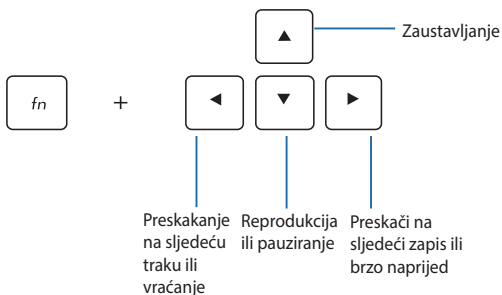 Zaustavljanje
fn
+
Preskakanje
na sljedeću
traku ili
vraćanje
Reprodukcija
ili pauziranje
Preskači na
sljedeći zapis ili
brzo naprijed